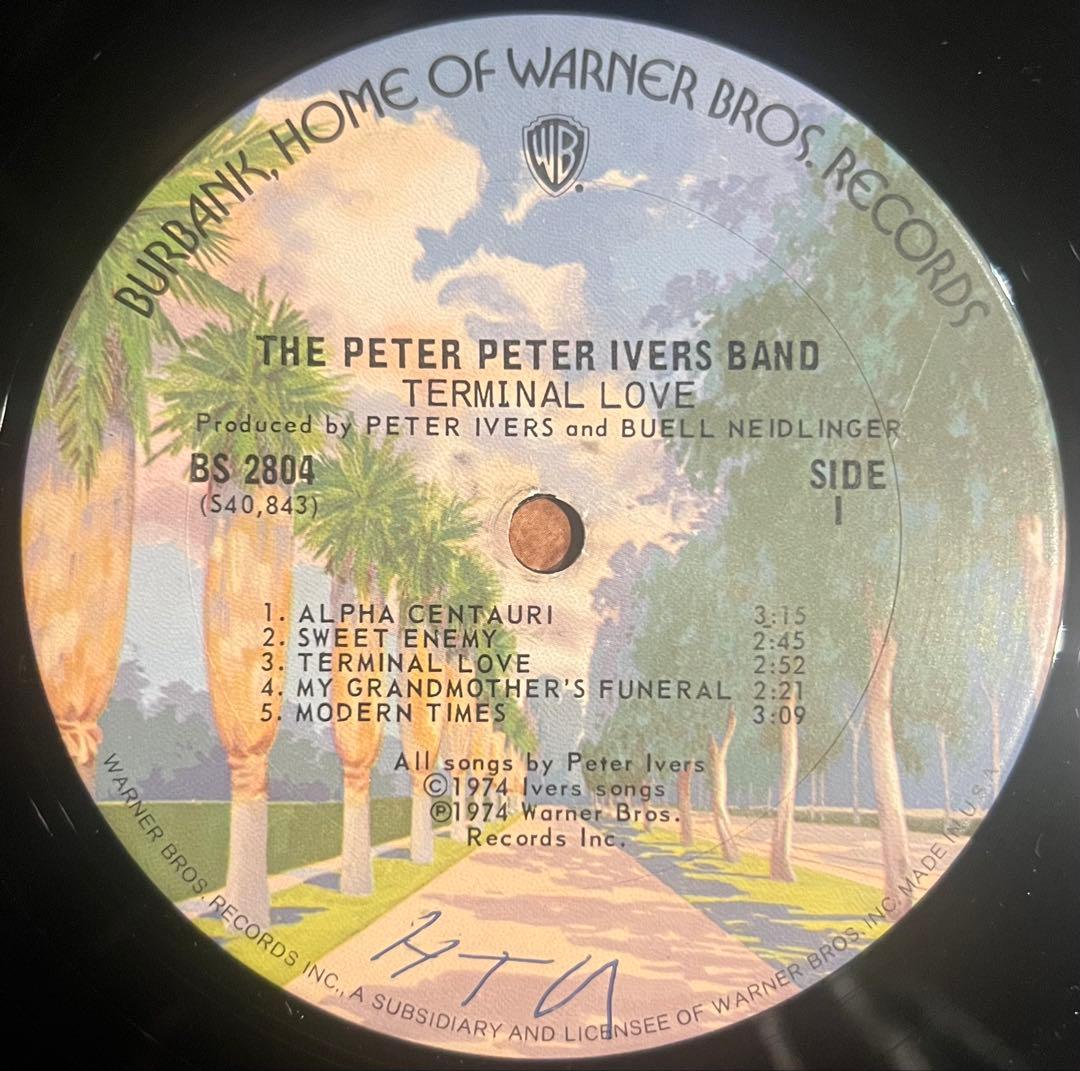 BURBANK, HOME OF WARNER BROS. RECORDS
WB
THE PETER PETER IVERS BAND
TERMINAL LOVE
Produced by PETER IVERS and BUELL NEIDLINGER
BS 2804 SIDE
(S40,843) 1
1. ALPHA CENTAURI 3:15
2. SWEET ENEMY 2:45
3. TERMINAL LOVE 2:52
4. MY GRANDMOTHER'S FUNERAL 2:21
5. MODERN TIMES 3:09
All songs by Peter Ivers
©1974 Ivers songs
℗1974 Warner Bros.
Records Inc.
WARNER BROS. RECORDS INC., A SUBSIDIARY AND LICENSEE OF WARNER BROS. INC. MADE IN U.S.A.